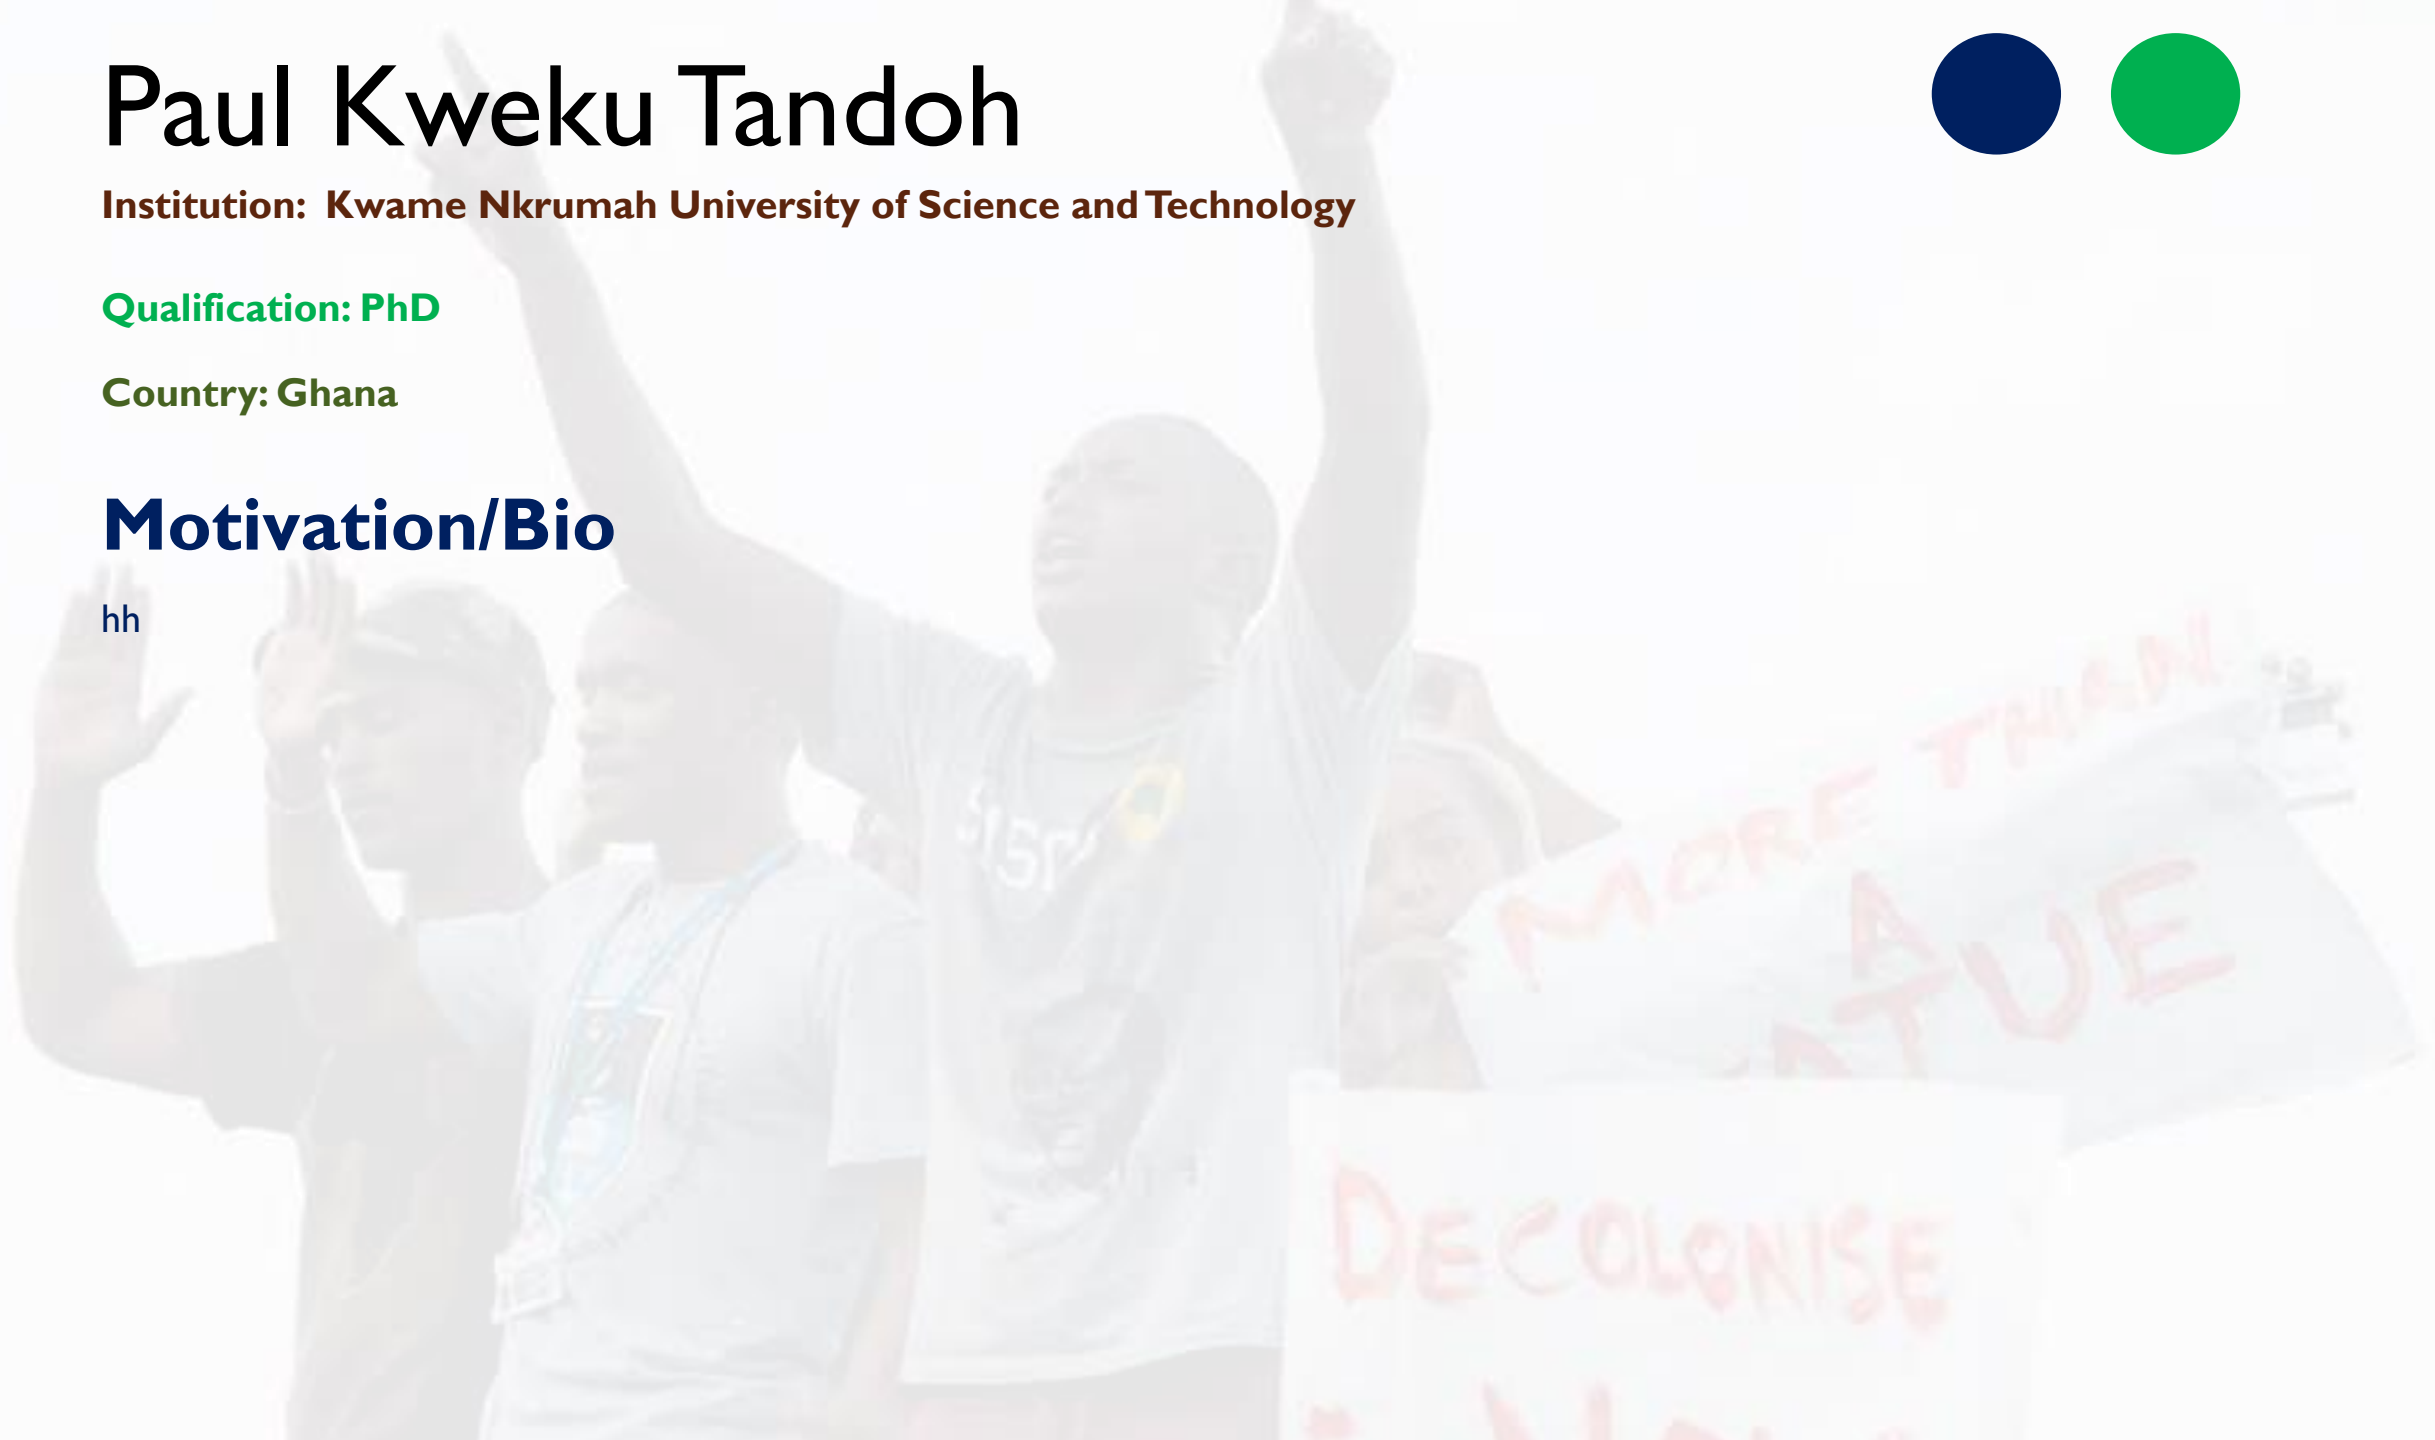 Paul Kweku Tandoh
Institution: Kwame Nkrumah University of Science and Technology
Qualification: PhD
Country: Ghana
Motivation/Bio
hh
MORE THAN
A
DECOLONISE